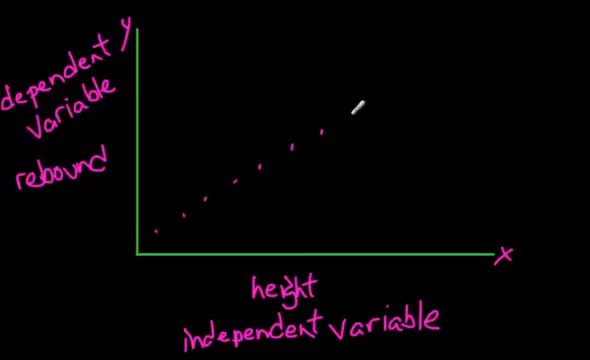 y
dependent
variable
rebound
x
height
independent variable